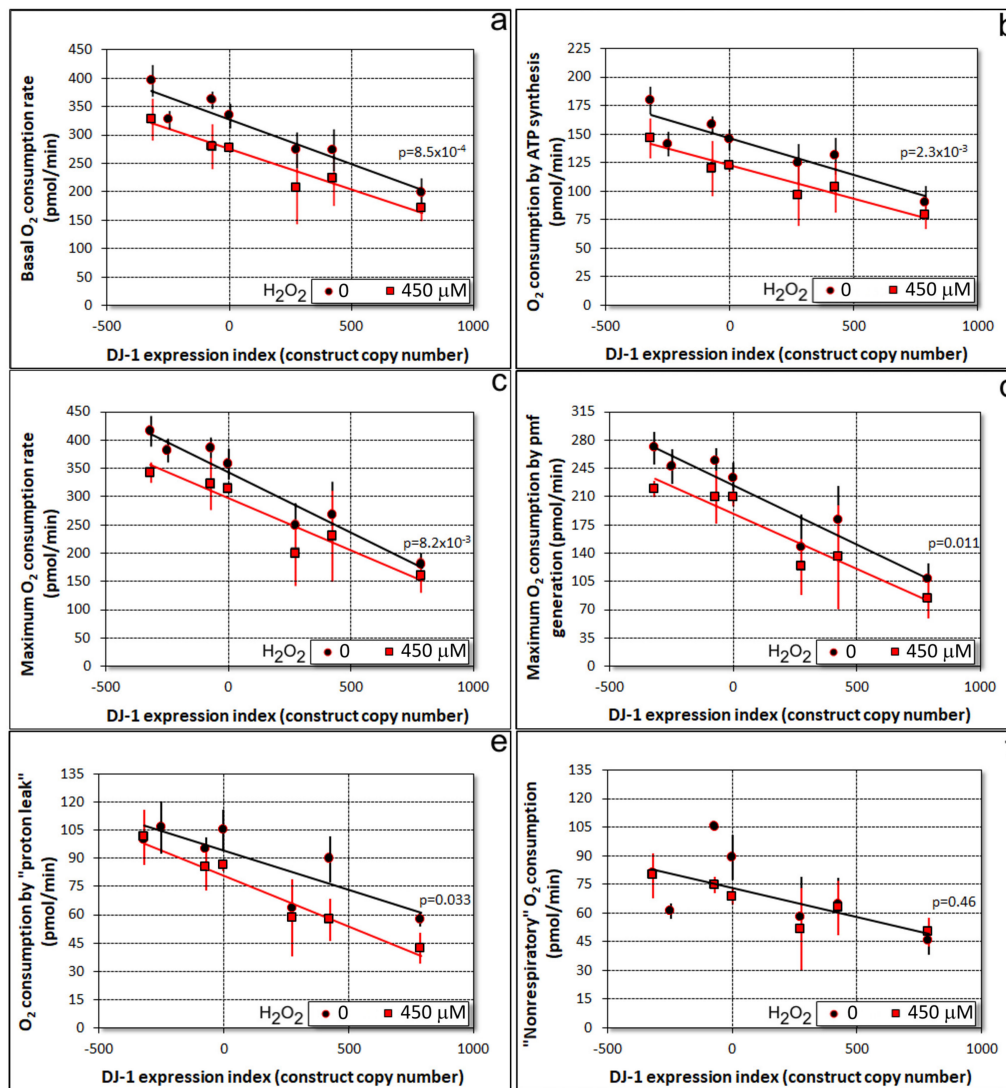 a
Basal O₂ consumption rate
(pmol/min)
450
400
350
300
250
200
150
100
50
0
p=8.5x10⁻⁴
H₂O₂ 0 450 μM
-500 0 500 1000
DJ-1 expression index (construct copy number)
b
O₂ consumption by ATP synthesis
(pmol/min)
225
200
175
150
125
100
75
50
25
0
p=2.3x10⁻³
H₂O₂ 0 450 μM
-500 0 500 1000
DJ-1 expression index (construct copy number)
c
Maximum O₂ consumption rate
(pmol/min)
450
400
350
300
250
200
150
100
50
0
p=8.2x10⁻³
H₂O₂ 0 450 μM
-500 0 500 1000
DJ-1 expression index (construct copy number)
Maximum O₂ consumption by pmf
generation (pmol/min)
315
280
245
210
175
140
105
70
35
0
p=0.011
H₂O₂ 0 450 μM
-500 0 500 1000
DJ-1 expression index (construct copy number)
e
O₂ consumption by "proton leak"
(pmol/min)
135
120
105
90
75
60
45
30
15
0
p=0.033
H₂O₂ 0 450 μM
-500 0 500 1000
DJ-1 expression index (construct copy number)
"Nonrespiratory" O₂ consumption
(pmol/min)
135
120
105
90
75
60
45
30
15
0
p=0.46
H₂O₂ 0 450 μM
-500 0 500 1000
DJ-1 expression index (construct copy number)